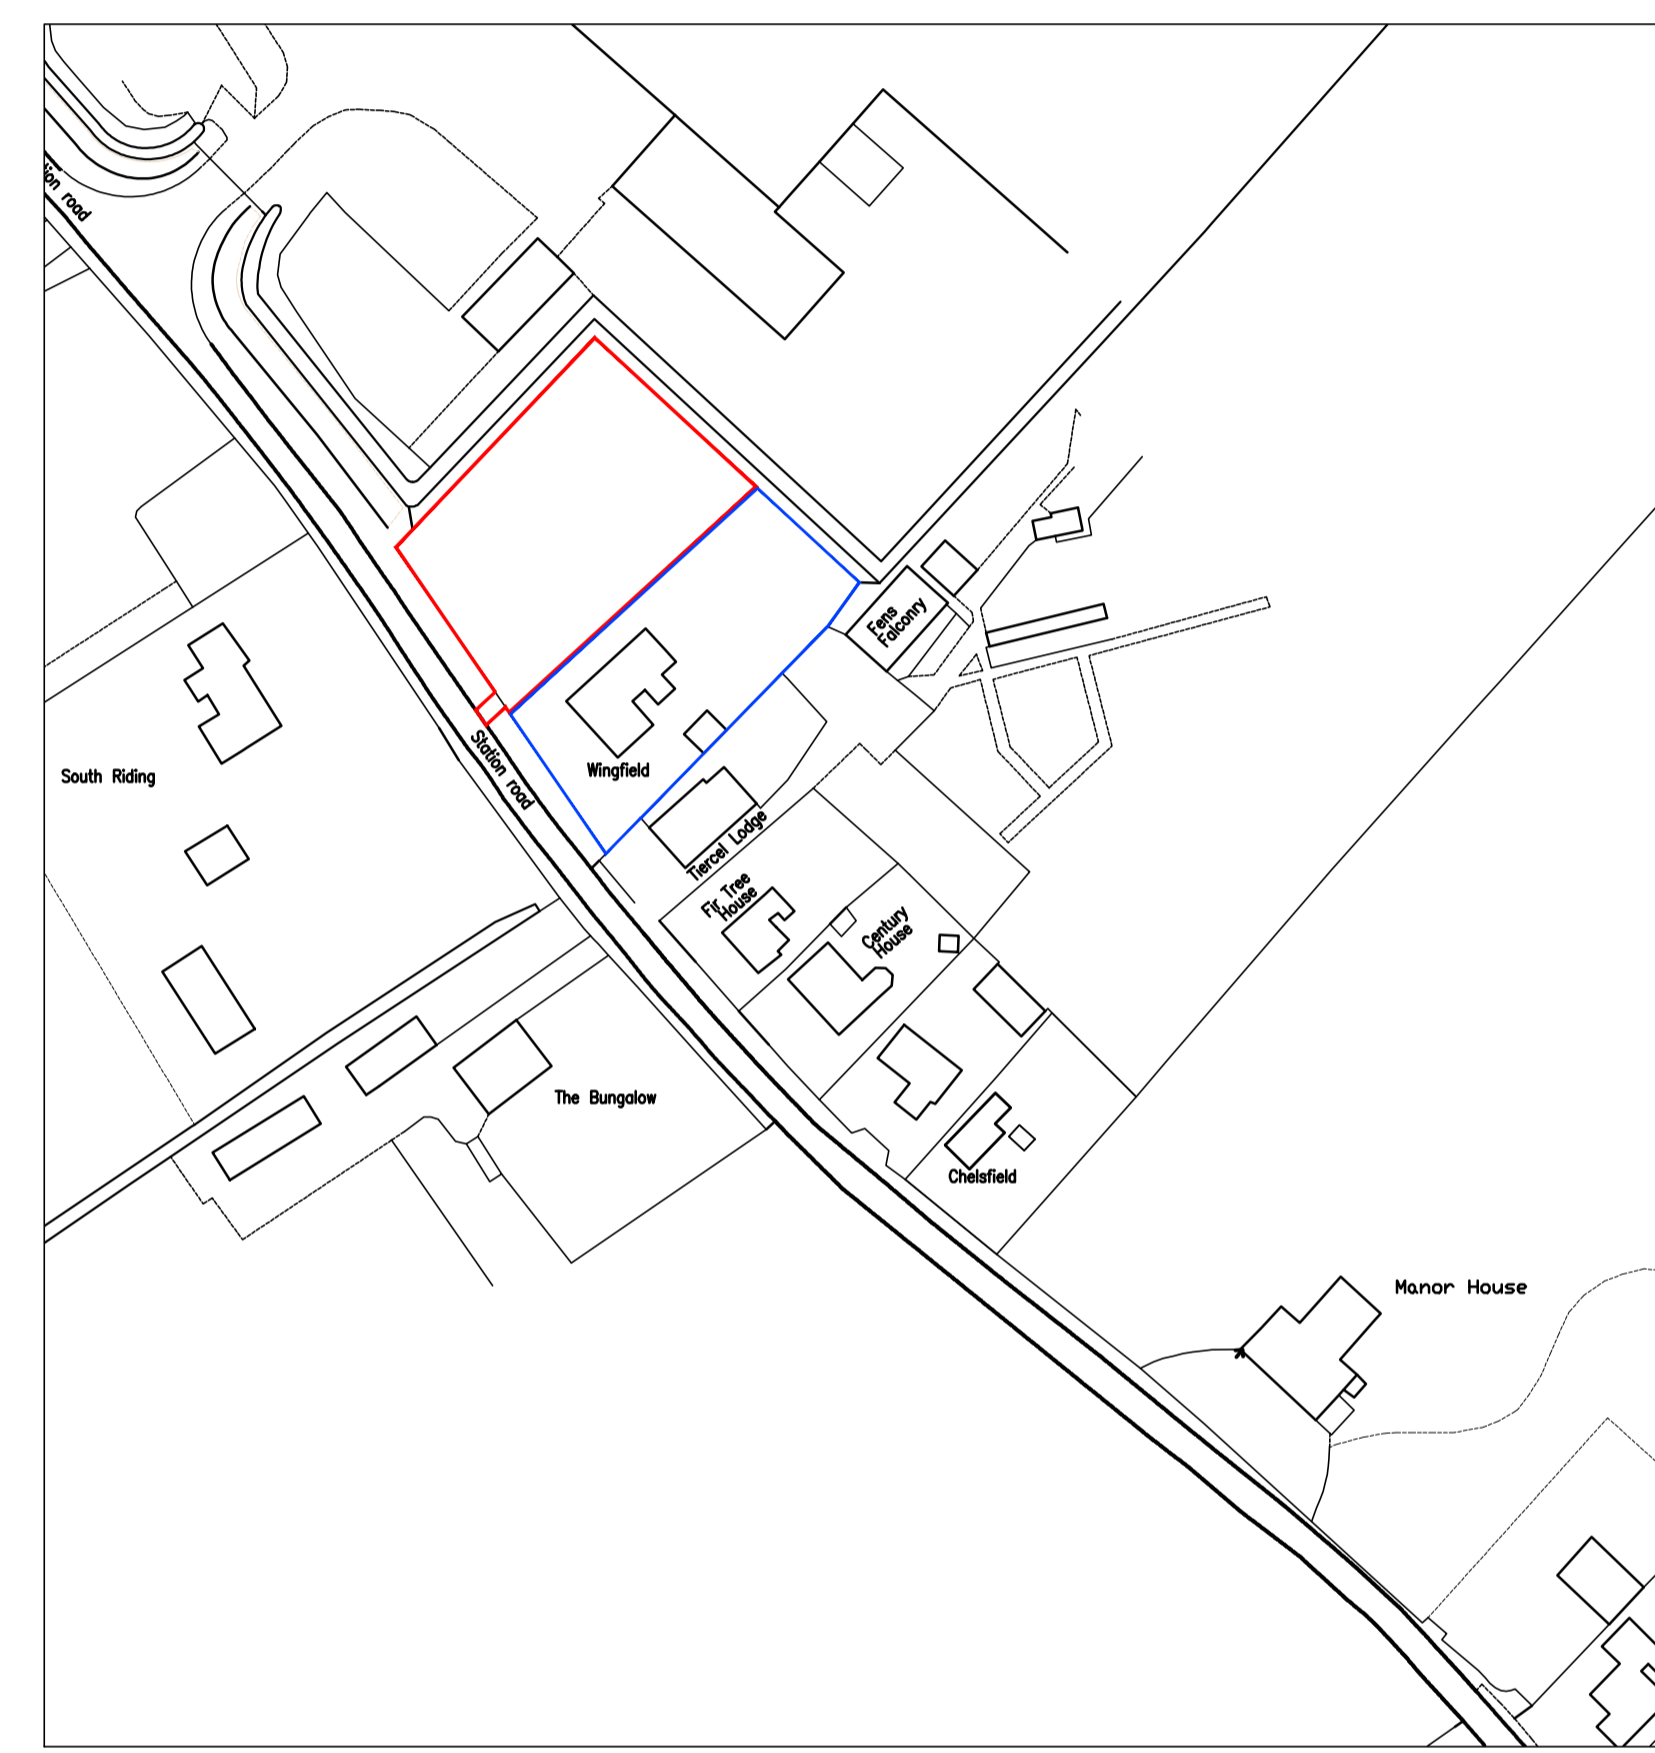 road
Fens
Falconry
Station road
South Riding
Wingfield
Tiercel Lodge
Fir Tree
House
Century
House
The Bungalow
Chelsfield
Manor House